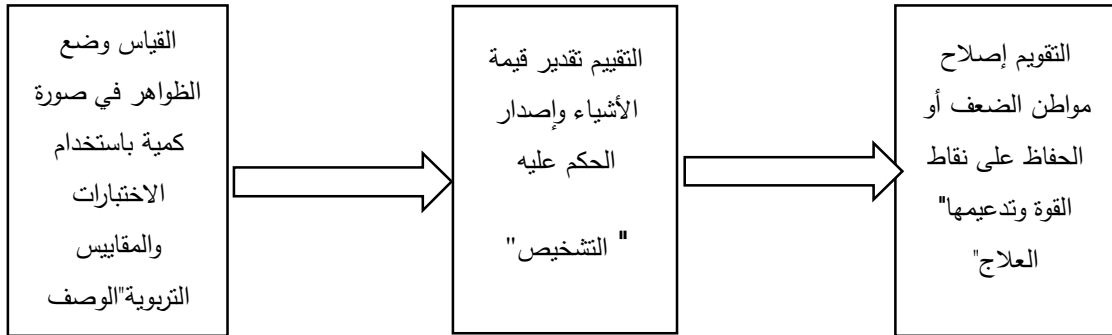 القياس وضع
الظواهر في صورة
كمية باستخدام
الاختبارات
والمقاييس
التربوية"الوصف
التقييم تقدير قيمة
الأشياء وإصدار
الحكم عليه
" التشخيص"
التقويم إصلاح
مواطن الضعف أو
الحفاظ على نقاط
القوة وتدعيمها"
العلاج"